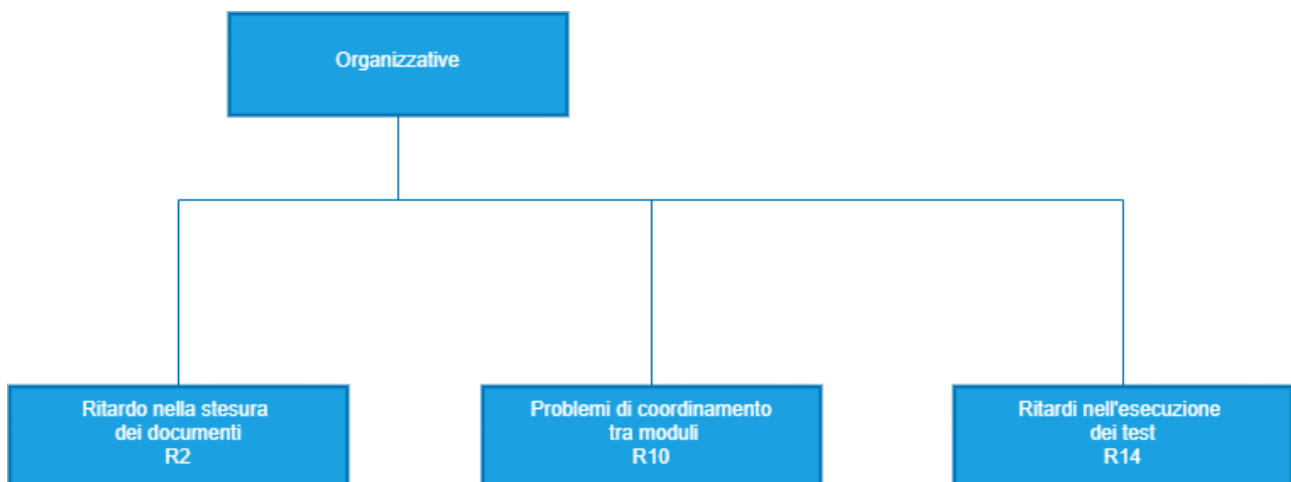 Organizzative
Ritardo nella stesura
dei documenti
R2
Problemi di coordinamento
tra moduli
R10
Ritardi nell'esecuzione
dei test
R14